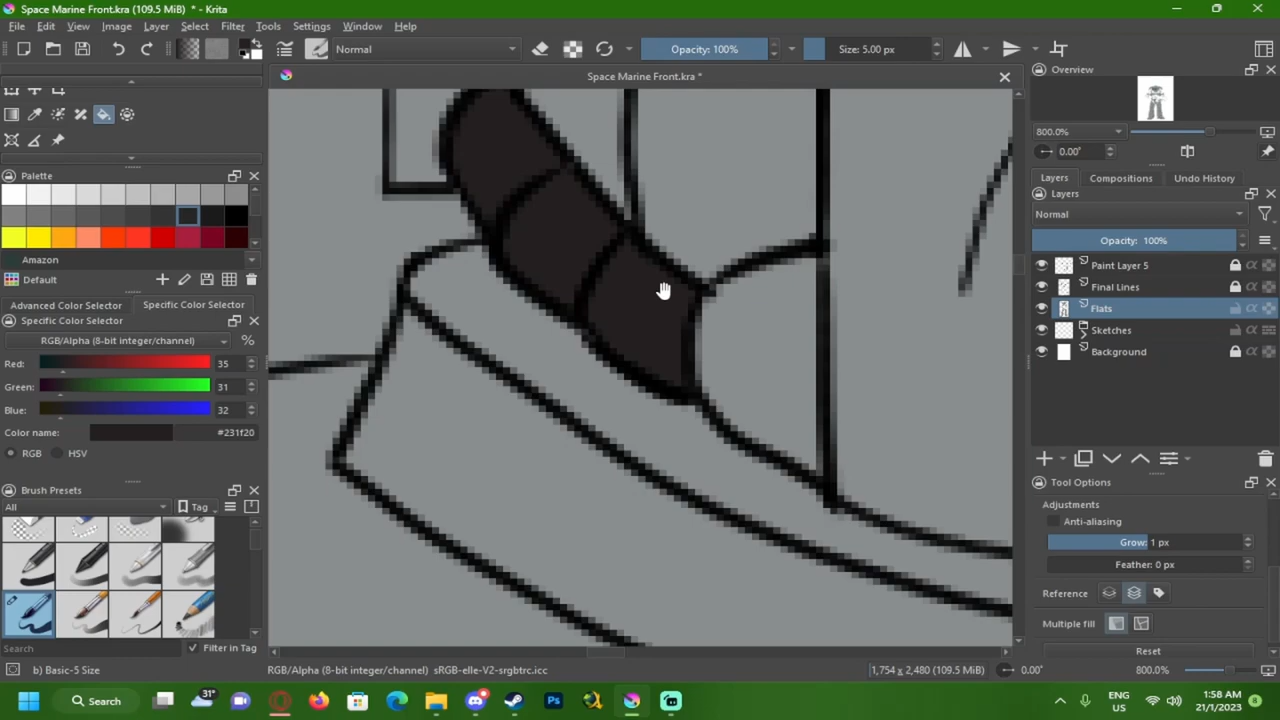 Space Marine Front.kra (109.5 MiB) * - Krita
File Edit View Image Layer Select Filter Tools Settings Window Help
Normal Opacity: 100% Size: 5.00 px
Space Marine Front.kra *
Overview
800.0%
0.00°
Layers Compositions Undo History
Layers
Normal
Opacity: 100%
Paint Layer 5
Final Lines
Flats
Sketches
Background
Tool Options
Adjustments
Anti-aliasing
Grow: 1 px
Feather: 0 px
Reference
Multiple fill
Reset
Palette
Amazon
Default
Advanced Color Selector Specific Color Selector
Specific Color Selector
RGB/Alpha (8-bit integer/channel) %
Red: 35
Green: 31
Blue: 32
Color name: #231f20
RGB HSV
Brush Presets
All Tag
Search Filter in Tag
b) Basic-5 Size RGB/Alpha (8-bit integer/channel) sRGB-elle-V2-srgbtrc.icc 1,754 x 2,480 (109.5 MiB) 0.00° 800.0%
Search 31° Ps ENG US 1:58 AM 21/1/2023 8